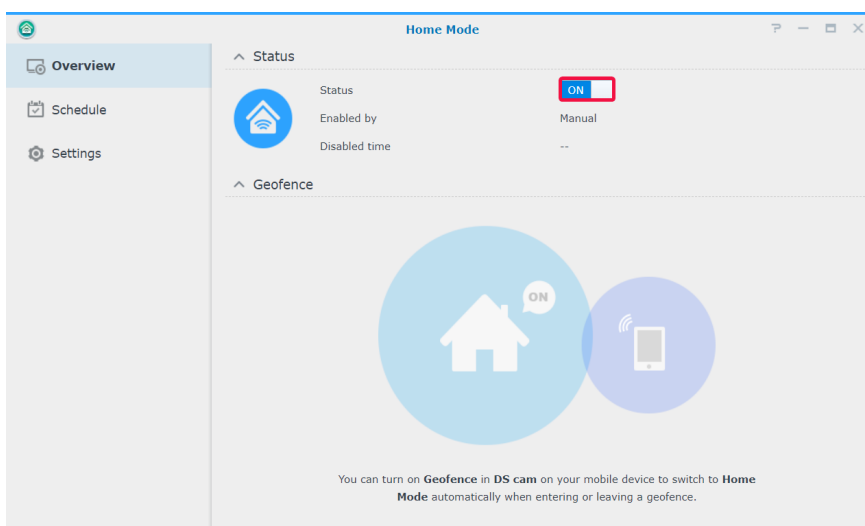 Home Mode
Overview
Schedule
Settings
Status
Status
ON
Enabled by
Manual
Disabled time
--
Geofence
ON
You can turn on Geofence in DS cam on your mobile device to switch to Home
Mode automatically when entering or leaving a geofence.